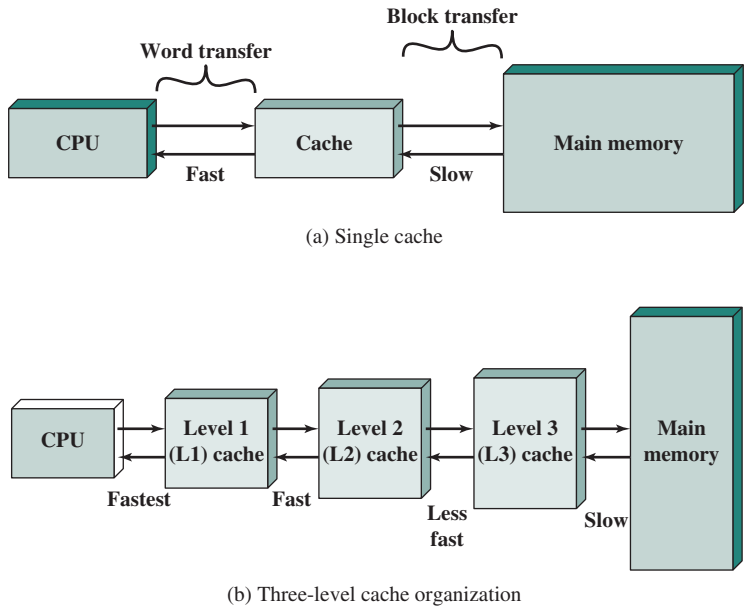 Block transfer
Word transfer
CPU
Cache
Main memory
Fast
Slow
(a) Single cache
CPU
Level 1
(L1) cache
Level 2
(L2) cache
Level 3
(L3) cache
Main
memory
Fastest
Fast
Less
fast
Slow
(b) Three-level cache organization